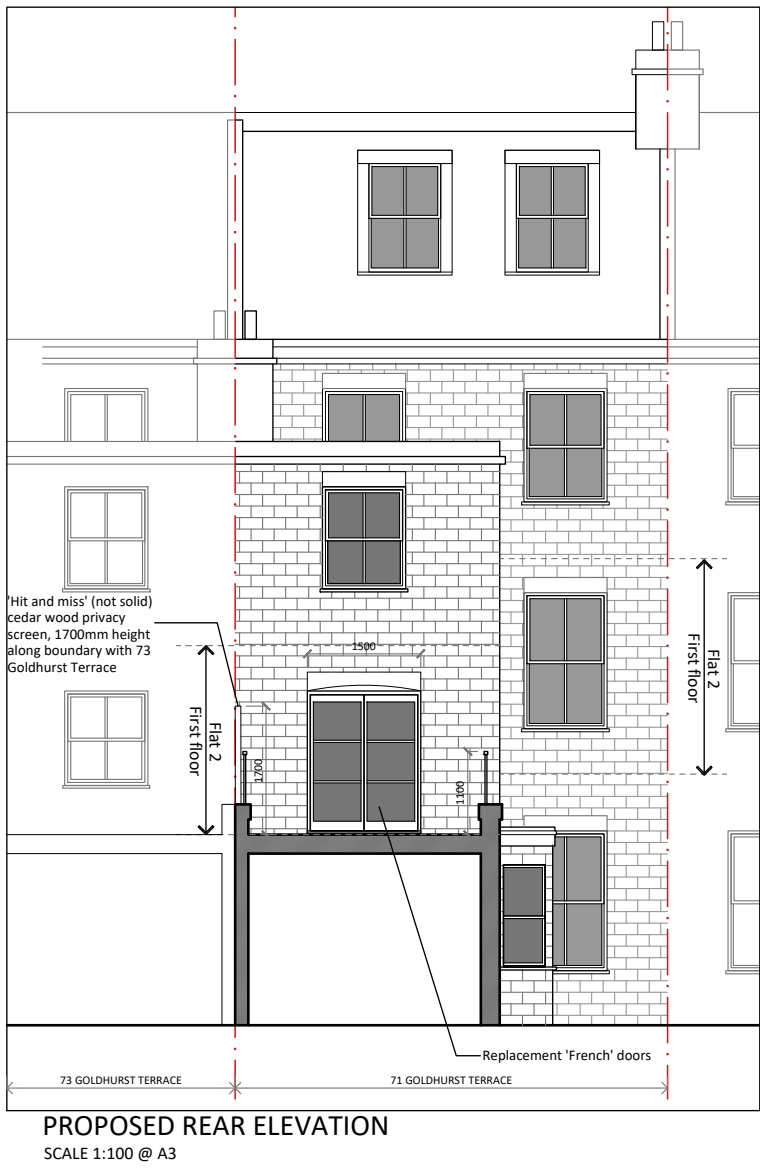 'Hit and miss' (not solid)
cedar wood privacy
screen, 1700mm height
along boundary with 73
Goldhurst Terrace
1500
Flat 2
First floor
Flat 2
First floor
1700
1100
Replacement 'French' doors
73 GOLDHURST TERRACE
71 GOLDHURST TERRACE
PROPOSED REAR ELEVATION
SCALE 1:100 @ A3